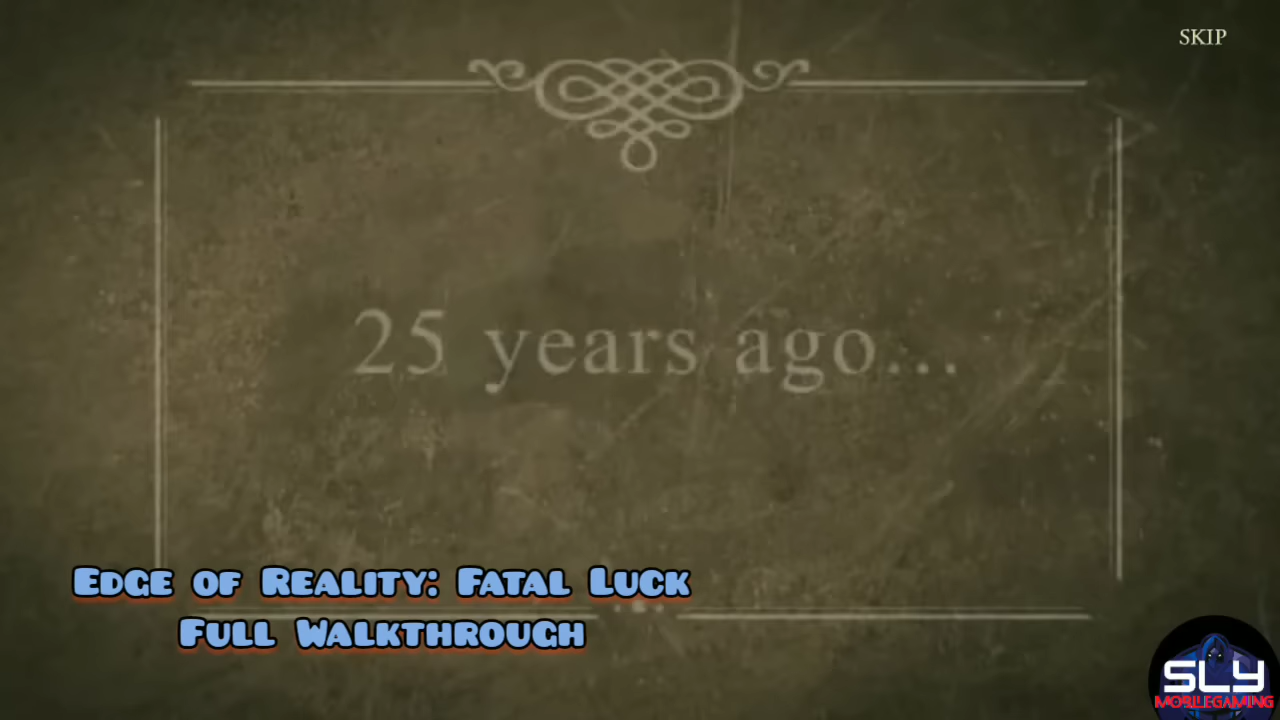 SKIP
25 years ago...
Edge of Reality: Fatal Luck
Full Walkthrough
SLY
MOBILEGAMING